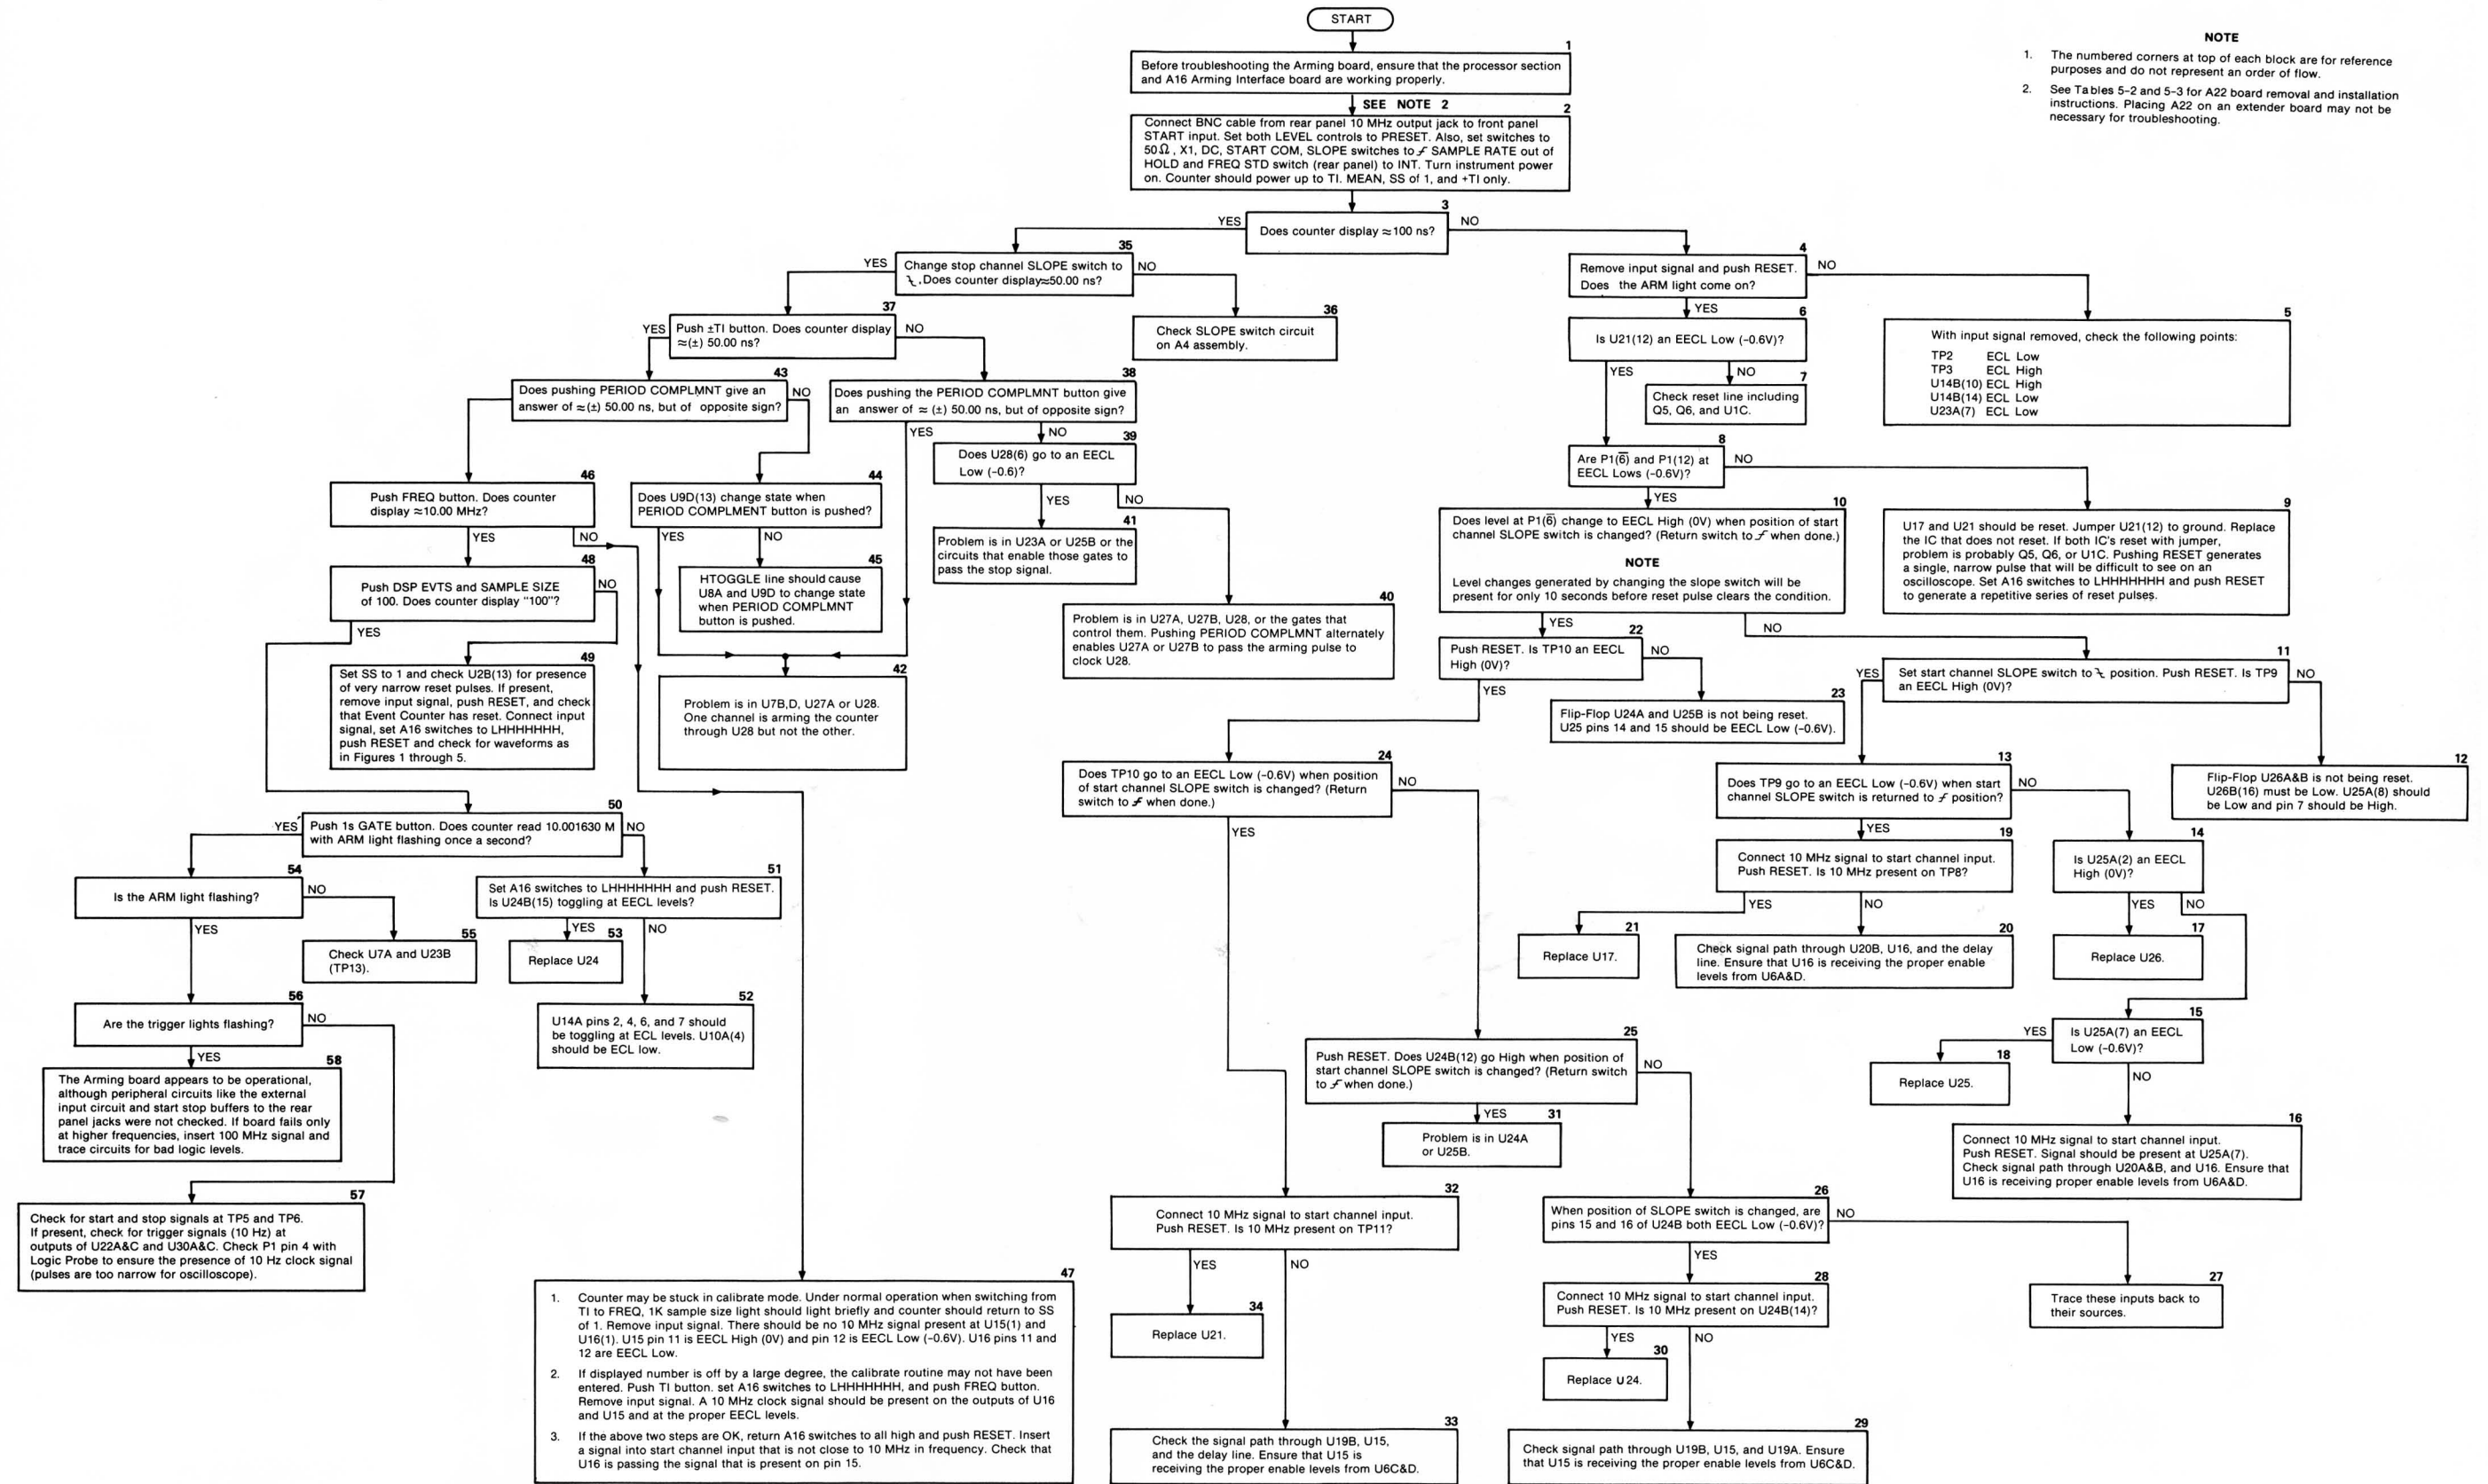 START
NOTE
1. The numbered corners at top of each block are for reference
purposes and do not represent an order of flow.
2. See Tables 5-2 and 5-3 for A22 board removal and installation
instructions. Placing A22 on an extender board may not be
necessary for troubleshooting.
1
Before troubleshooting the Arming board, ensure that the processor section
and A16 Arming Interface board are working properly.
SEE NOTE 2
2
Connect BNC cable from rear panel 10 MHz output jack to front panel
START input. Set both LEVEL controls to PRESET. Also, set switches to
50Ω, X1, DC, START COM, SLOPE switches to ƒ SAMPLE RATE out of
HOLD and FREQ STD switch (rear panel) to INT. Turn instrument power
on. Counter should power up to TI. MEAN, SS of 1, and +TI only.
3
YES
NO
Does counter display ≈100 ns?
35
YES
Change stop channel SLOPE switch to
. Does counter display≈50.00 ns?
NO
4
Remove input signal and push RESET.
Does the ARM light come on?
NO
YES
37
YES
Push ±TI button. Does counter display
≈(±) 50.00 ns?
NO
36
Check SLOPE switch circuit
on A4 assembly.
6
Is U21(12) an EECL Low (-0.6V)?
YES
NO
5
With input signal removed, check the following points:
TP2 ECL Low
TP3 ECL High
U14B(10) ECL High
U14B(14) ECL Low
U23A(7) ECL Low
43
Does pushing PERIOD COMPLMNT give an
answer of ≈(±) 50.00 ns, but of opposite sign?
NO
38
Does pushing the PERIOD COMPLMNT button give
an answer of ≈ (±) 50.00 ns, but of opposite sign?
YES
NO
7
Check reset line including
Q5, Q6, and U1C.
39
Does U28(6) go to an EECL
Low (-0.6)?
YES
NO
8
Are P1(6̅) and P1(12) at
EECL Lows (-0.6V)?
NO
YES
46
Push FREQ button. Does counter
display ≈10.00 MHz?
YES
NO
44
Does U9D(13) change state when
PERIOD COMPLMENT button is pushed?
YES
NO
41
Problem is in U23A or U25B or the
circuits that enable those gates to
pass the stop signal.
10
Does level at P1(6̅) change to EECL High (0V) when position of start
channel SLOPE switch is changed? (Return switch to ƒ when done.)
NOTE
Level changes generated by changing the slope switch will be
present for only 10 seconds before reset pulse clears the condition.
YES
NO
9
U17 and U21 should be reset. Jumper U21(12) to ground. Replace
the IC that does not reset. If both IC's reset with jumper,
problem is probably Q5, Q6, or U1C. Pushing RESET generates
a single, narrow pulse that will be difficult to see on an
oscilloscope. Set A16 switches to LHHHHHHH and push RESET
to generate a repetitive series of reset pulses.
48
Push DSP EVTS and SAMPLE SIZE
of 100. Does counter display "100"?
NO
YES
45
HTOGGLE line should cause
U8A and U9D to change state
when PERIOD COMPLMNT
button is pushed.
40
Problem is in U27A, U27B, U28, or the gates that
control them. Pushing PERIOD COMPLMNT alternately
enables U27A or U27B to pass the arming pulse to
clock U28.
22
Push RESET. Is TP10 an EECL
High (0V)?
NO
YES
11
YES
Set start channel SLOPE switch to position. Push RESET. Is TP9
an EECL High (0V)?
NO
49
Set SS to 1 and check U2B(13) for presence
of very narrow reset pulses. If present,
remove input signal, push RESET, and check
that Event Counter has reset. Connect input
signal, set A16 switches to LHHHHHHH,
push RESET and check for waveforms as
in Figures 1 through 5.
42
Problem is in U7B,D, U27A or U28.
One channel is arming the counter
through U28 but not the other.
23
Flip-Flop U24A and U25B is not being reset.
U25 pins 14 and 15 should be EECL Low (-0.6V).
24
Does TP10 go to an EECL Low (-0.6V) when position
of start channel SLOPE switch is changed? (Return
switch to ƒ when done.)
NO
YES
13
Does TP9 go to an EECL Low (-0.6V) when start
channel SLOPE switch is returned to ƒ position?
NO
YES
12
Flip-Flop U26A&B is not being reset.
U26B(16) must be Low. U25A(8) should
be Low and pin 7 should be High.
50
YES
Push 1s GATE button. Does counter read 10.001630 M
with ARM light flashing once a second?
NO
19
Connect 10 MHz signal to start channel input.
Push RESET. Is 10 MHz present on TP8?
YES
NO
14
Is U25A(2) an EECL
High (0V)?
YES
NO
54
Is the ARM light flashing?
NO
YES
51
Set A16 switches to LHHHHHHH and push RESET.
Is U24B(15) toggling at EECL levels?
YES
NO
55
Check U7A and U23B
(TP13).
53
Replace U24
21
Replace U17.
20
Check signal path through U20B, U16, and the delay
line. Ensure that U16 is receiving the proper enable
levels from U6A&D.
17
Replace U26.
56
Are the trigger lights flashing?
NO
YES
52
U14A pins 2, 4, 6, and 7 should
be toggling at ECL levels. U10A(4)
should be ECL low.
15
YES
Is U25A(7) an EECL
Low (-0.6V)?
NO
25
Push RESET. Does U24B(12) go High when position of
start channel SLOPE switch is changed? (Return switch
to ƒ when done.)
NO
YES
58
The Arming board appears to be operational,
although peripheral circuits like the external
input circuit and start stop buffers to the rear
panel jacks were not checked. If board fails only
at higher frequencies, insert 100 MHz signal and
trace circuits for bad logic levels.
18
Replace U25.
31
Problem is in U24A
or U25B.
16
Connect 10 MHz signal to start channel input.
Push RESET. Signal should be present at U25A(7).
Check signal path through U20A&B, and U16. Ensure that
U16 is receiving proper enable levels from U6A&D.
57
Check for start and stop signals at TP5 and TP6.
If present, check for trigger signals (10 Hz) at
outputs of U22A&C and U30A&C. Check P1 pin 4 with
Logic Probe to ensure the presence of 10 Hz clock signal
(pulses are too narrow for oscilloscope).
32
Connect 10 MHz signal to start channel input.
Push RESET. Is 10 MHz present on TP11?
YES
NO
26
When position of SLOPE switch is changed, are
pins 15 and 16 of U24B both EECL Low (-0.6V)?
NO
YES
47
1. Counter may be stuck in calibrate mode. Under normal operation when switching from
TI to FREQ, 1K sample size light should light briefly and counter should return to SS
of 1. Remove input signal. There should be no 10 MHz signal present at U15(1) and
U16(1). U15 pin 11 is EECL High (0V) and pin 12 is EECL Low (-0.6V). U16 pins 11 and
12 are EECL Low.
2. If displayed number is off by a large degree, the calibrate routine may not have been
entered. Push TI button. set A16 switches to LHHHHHHH, and push FREQ button.
Remove input signal. A 10 MHz clock signal should be present on the outputs of U16
and U15 and at the proper EECL levels.
3. If the above two steps are OK, return A16 switches to all high and push RESET. Insert
a signal into start channel input that is not close to 10 MHz in frequency. Check that
U16 is passing the signal that is present on pin 15.
34
Replace U21.
28
Connect 10 MHz signal to start channel input.
Push RESET. Is 10 MHz present on U24B(14)?
YES
NO
27
Trace these inputs back to
their sources.
30
Replace U24.
33
Check the signal path through U19B, U15,
and the delay line. Ensure that U15 is
receiving the proper enable levels from U6C&D.
29
Check signal path through U19B, U15, and U19A. Ensure
that U15 is receiving the proper enable levels from U6C&D.